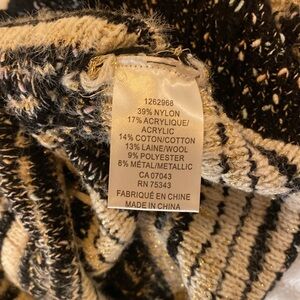 1262968
39% NYLON
17% ACRYLIQUE/
ACRYLIC
14% COTON/COTTON
13% LAINE/WOOL
9% POLYESTER
8% MÉTAL/METALLIC
CA 07043
RN 75343
FABRIQUÉ EN CHINE
MADE IN CHINA